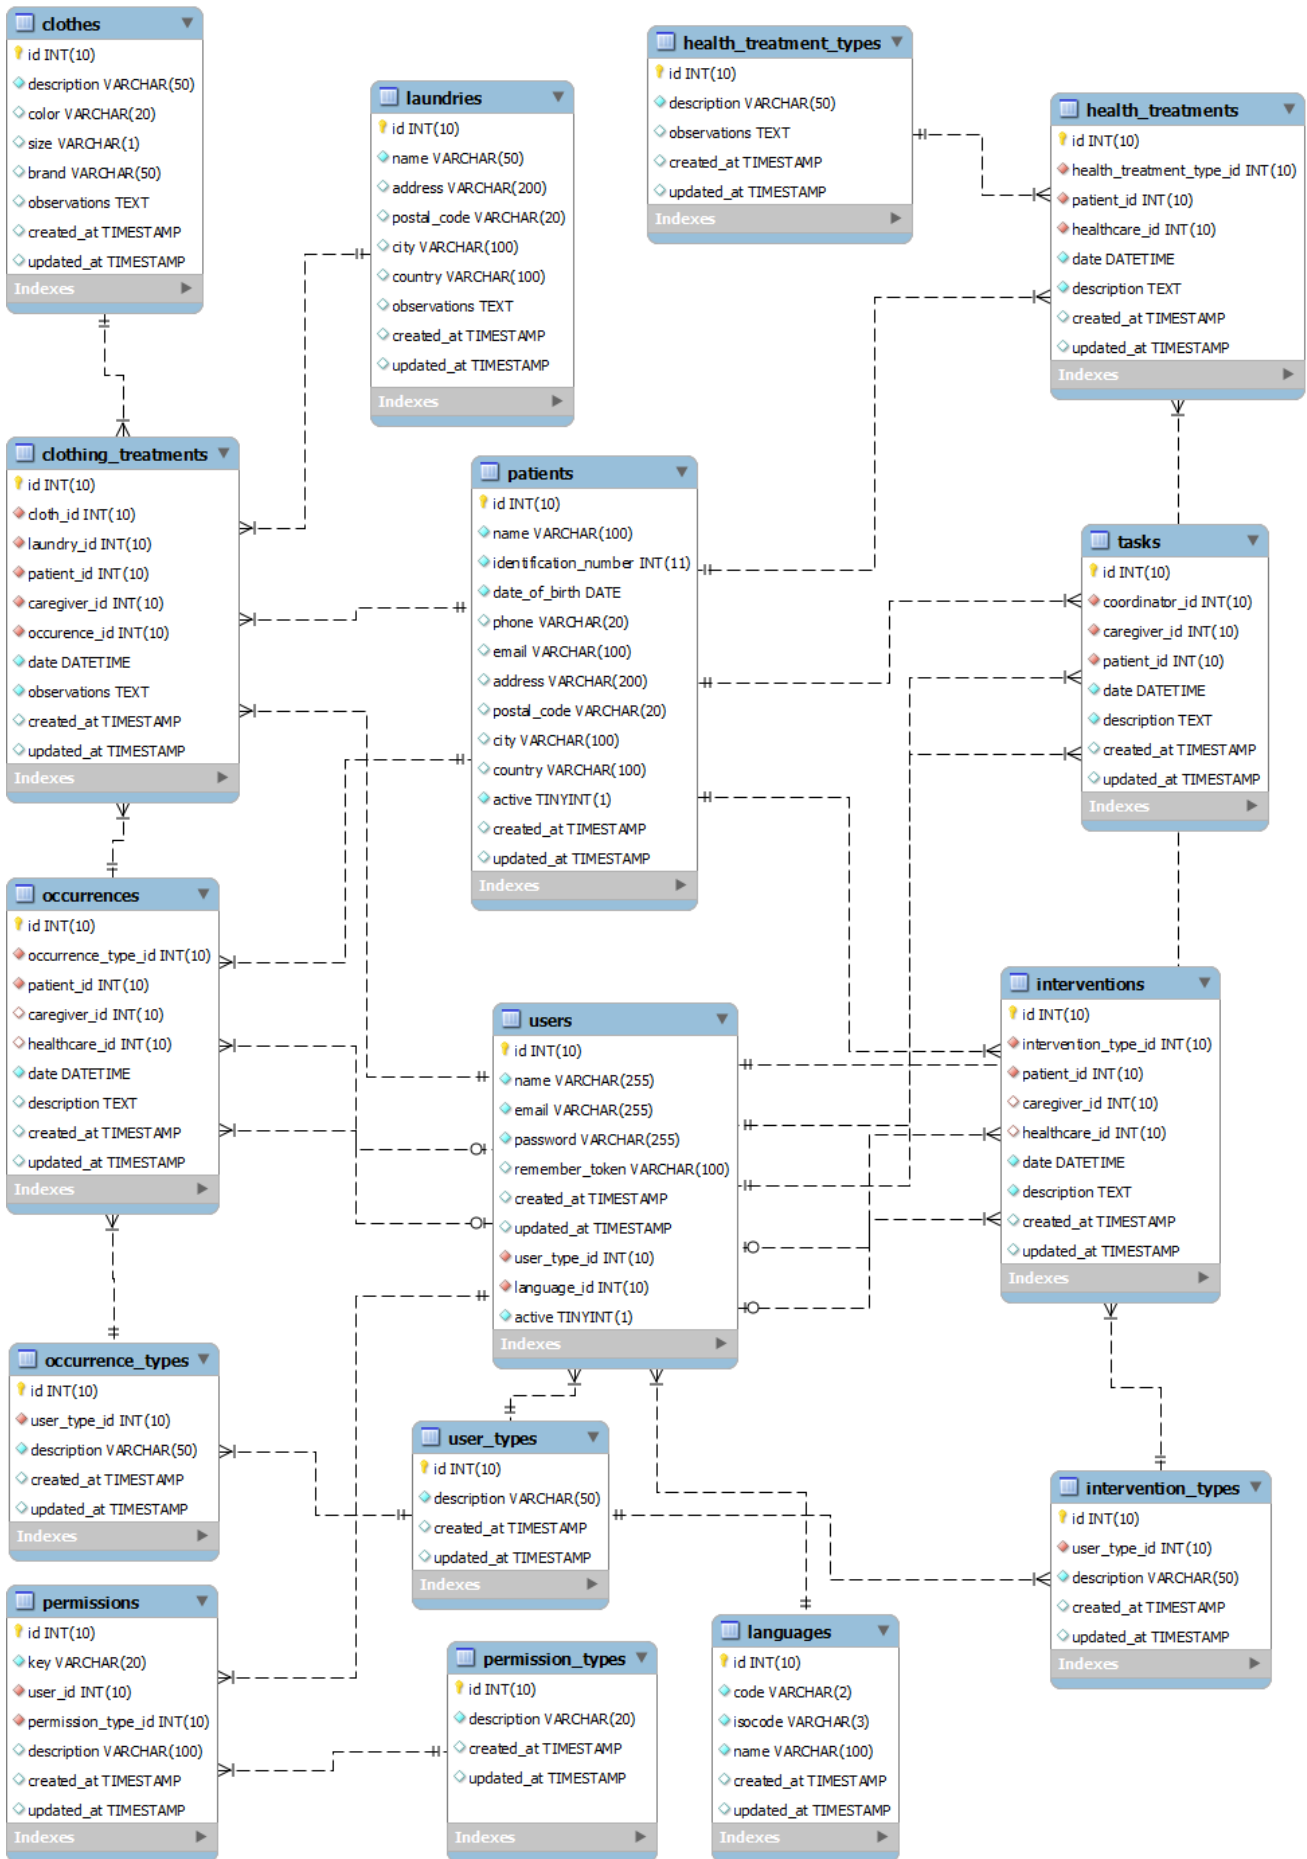 clothes
id INT(10)
description VARCHAR(50)
color VARCHAR(20)
size VARCHAR(1)
brand VARCHAR(50)
observations TEXT
created_at TIMESTAMP
updated_at TIMESTAMP
Indexes
laundries
id INT(10)
name VARCHAR(50)
address VARCHAR(200)
postal_code VARCHAR(20)
city VARCHAR(100)
country VARCHAR(100)
observations TEXT
created_at TIMESTAMP
updated_at TIMESTAMP
Indexes
health_treatment_types
id INT(10)
description VARCHAR(50)
observations TEXT
created_at TIMESTAMP
updated_at TIMESTAMP
Indexes
health_treatments
id INT(10)
health_treatment_type_id INT(10)
patient_id INT(10)
healthcare_id INT(10)
date DATETIME
description TEXT
created_at TIMESTAMP
updated_at TIMESTAMP
Indexes
clothing_treatments
id INT(10)
cloth_id INT(10)
laundry_id INT(10)
patient_id INT(10)
caregiver_id INT(10)
occurence_id INT(10)
date DATETIME
observations TEXT
created_at TIMESTAMP
updated_at TIMESTAMP
Indexes
patients
id INT(10)
name VARCHAR(100)
identification_number INT(11)
date_of_birth DATE
phone VARCHAR(20)
email VARCHAR(100)
address VARCHAR(200)
postal_code VARCHAR(20)
city VARCHAR(100)
country VARCHAR(100)
active TINYINT(1)
created_at TIMESTAMP
updated_at TIMESTAMP
Indexes
tasks
id INT(10)
coordinator_id INT(10)
caregiver_id INT(10)
patient_id INT(10)
date DATETIME
description TEXT
created_at TIMESTAMP
updated_at TIMESTAMP
Indexes
occurrences
id INT(10)
occurrence_type_id INT(10)
patient_id INT(10)
caregiver_id INT(10)
healthcare_id INT(10)
date DATETIME
description TEXT
created_at TIMESTAMP
updated_at TIMESTAMP
Indexes
users
id INT(10)
name VARCHAR(255)
email VARCHAR(255)
password VARCHAR(255)
remember_token VARCHAR(100)
created_at TIMESTAMP
updated_at TIMESTAMP
user_type_id INT(10)
language_id INT(10)
active TINYINT(1)
Indexes
interventions
id INT(10)
intervention_type_id INT(10)
patient_id INT(10)
caregiver_id INT(10)
healthcare_id INT(10)
date DATETIME
description TEXT
created_at TIMESTAMP
updated_at TIMESTAMP
Indexes
occurrence_types
id INT(10)
user_type_id INT(10)
description VARCHAR(50)
created_at TIMESTAMP
updated_at TIMESTAMP
Indexes
user_types
id INT(10)
description VARCHAR(50)
created_at TIMESTAMP
updated_at TIMESTAMP
Indexes
intervention_types
id INT(10)
user_type_id INT(10)
description VARCHAR(50)
created_at TIMESTAMP
updated_at TIMESTAMP
Indexes
permissions
id INT(10)
key VARCHAR(20)
user_id INT(10)
permission_type_id INT(10)
description VARCHAR(100)
created_at TIMESTAMP
updated_at TIMESTAMP
Indexes
permission_types
id INT(10)
description VARCHAR(20)
created_at TIMESTAMP
updated_at TIMESTAMP
Indexes
languages
id INT(10)
code VARCHAR(2)
isocode VARCHAR(3)
name VARCHAR(100)
created_at TIMESTAMP
updated_at TIMESTAMP
Indexes